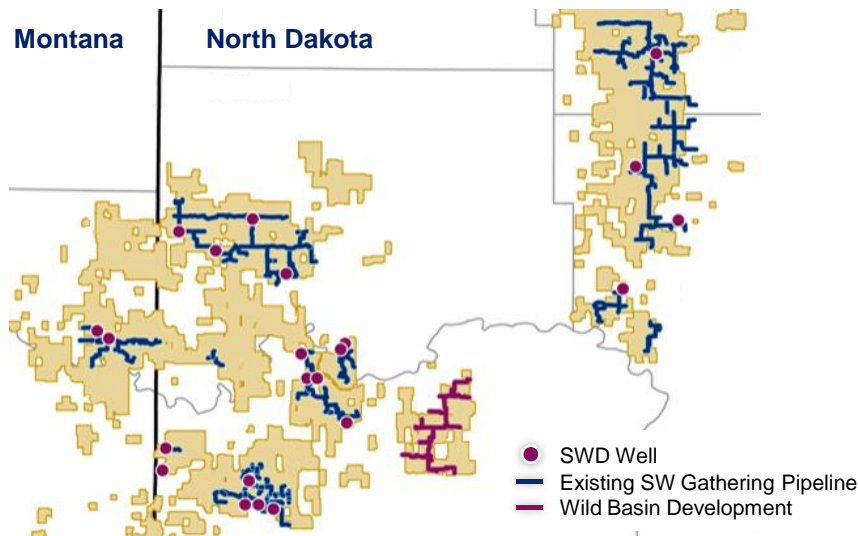 Montana
North Dakota
SWD Well
Existing SW Gathering Pipeline
Wild Basin Development